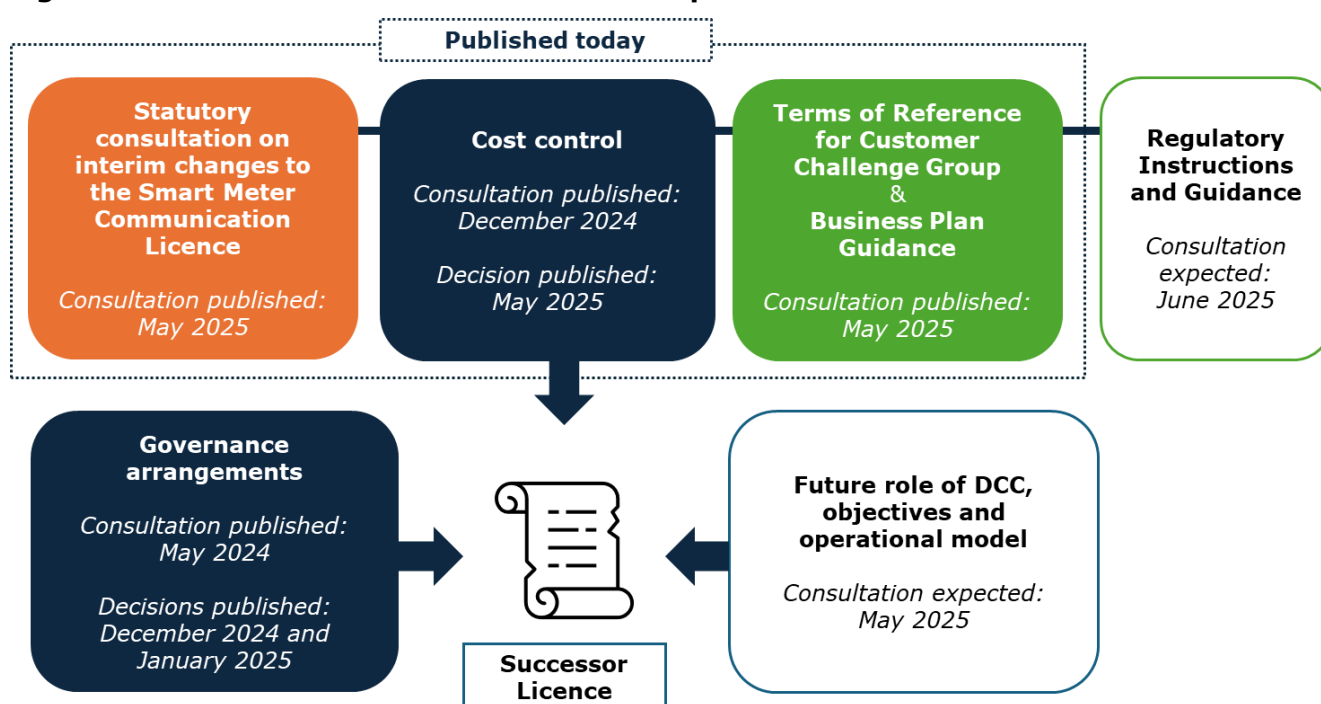 Published today
Statutory
consultation on
interim changes to
the Smart Meter
Communication
Licence
Consultation published:
May 2025
Cost control
Consultation published:
December 2024
Decision published:
May 2025
Terms of Reference
for Customer
Challenge Group
&
Business Plan
Guidance
Consultation published:
May 2025
Regulatory
Instructions
and Guidance
Consultation
expected:
June 2025
Governance
arrangements
Consultation published:
May 2024
Decisions published:
December 2024 and
January 2025
Future role of DCC,
objectives and
operational model
Consultation expected:
May 2025
Successor
Licence